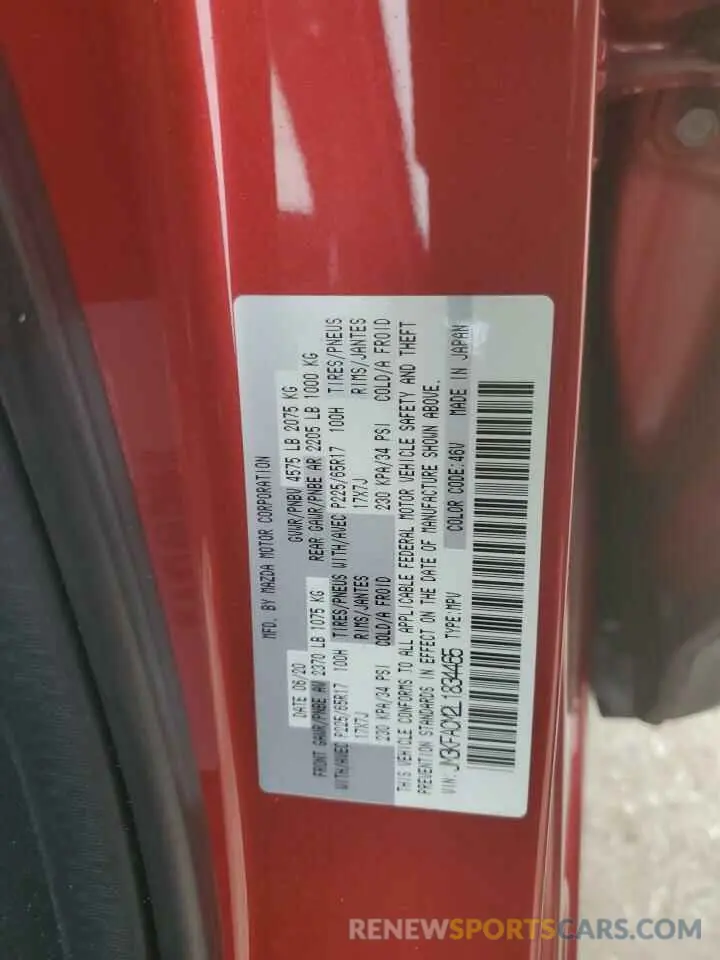 MFD. BY MAZDA MOTOR CORPORATION
DATE 06/20 GVWR/PNBV 4575 LB 2075 KG
FRONT GAWR/PNBE AV 2370 LB 1075 KG REAR GAWR/PNBE AR 2205 LB 1000 KG
WITH/AVEC P225/65R17 100H TIRES/PNEUS WITH/AVEC P225/65R17 100H TIRES/PNEUS
17X7J RIMS/JANTES 17X7J RIMS/JANTES
230 KPA/34 PSI COLD/A FROID 230 KPA/34 PSI COLD/A FROID
THIS VEHICLE CONFORMS TO ALL APPLICABLE FEDERAL MOTOR VEHICLE SAFETY AND THEFT
PREVENTION STANDARDS IN EFFECT ON THE DATE OF MANUFACTURE SHOWN ABOVE.
VIN: JM3KFACM2L1834465 TYPE:MPV COLOR CODE:46V MADE IN JAPAN
RENEWSPORTSCARS.COM